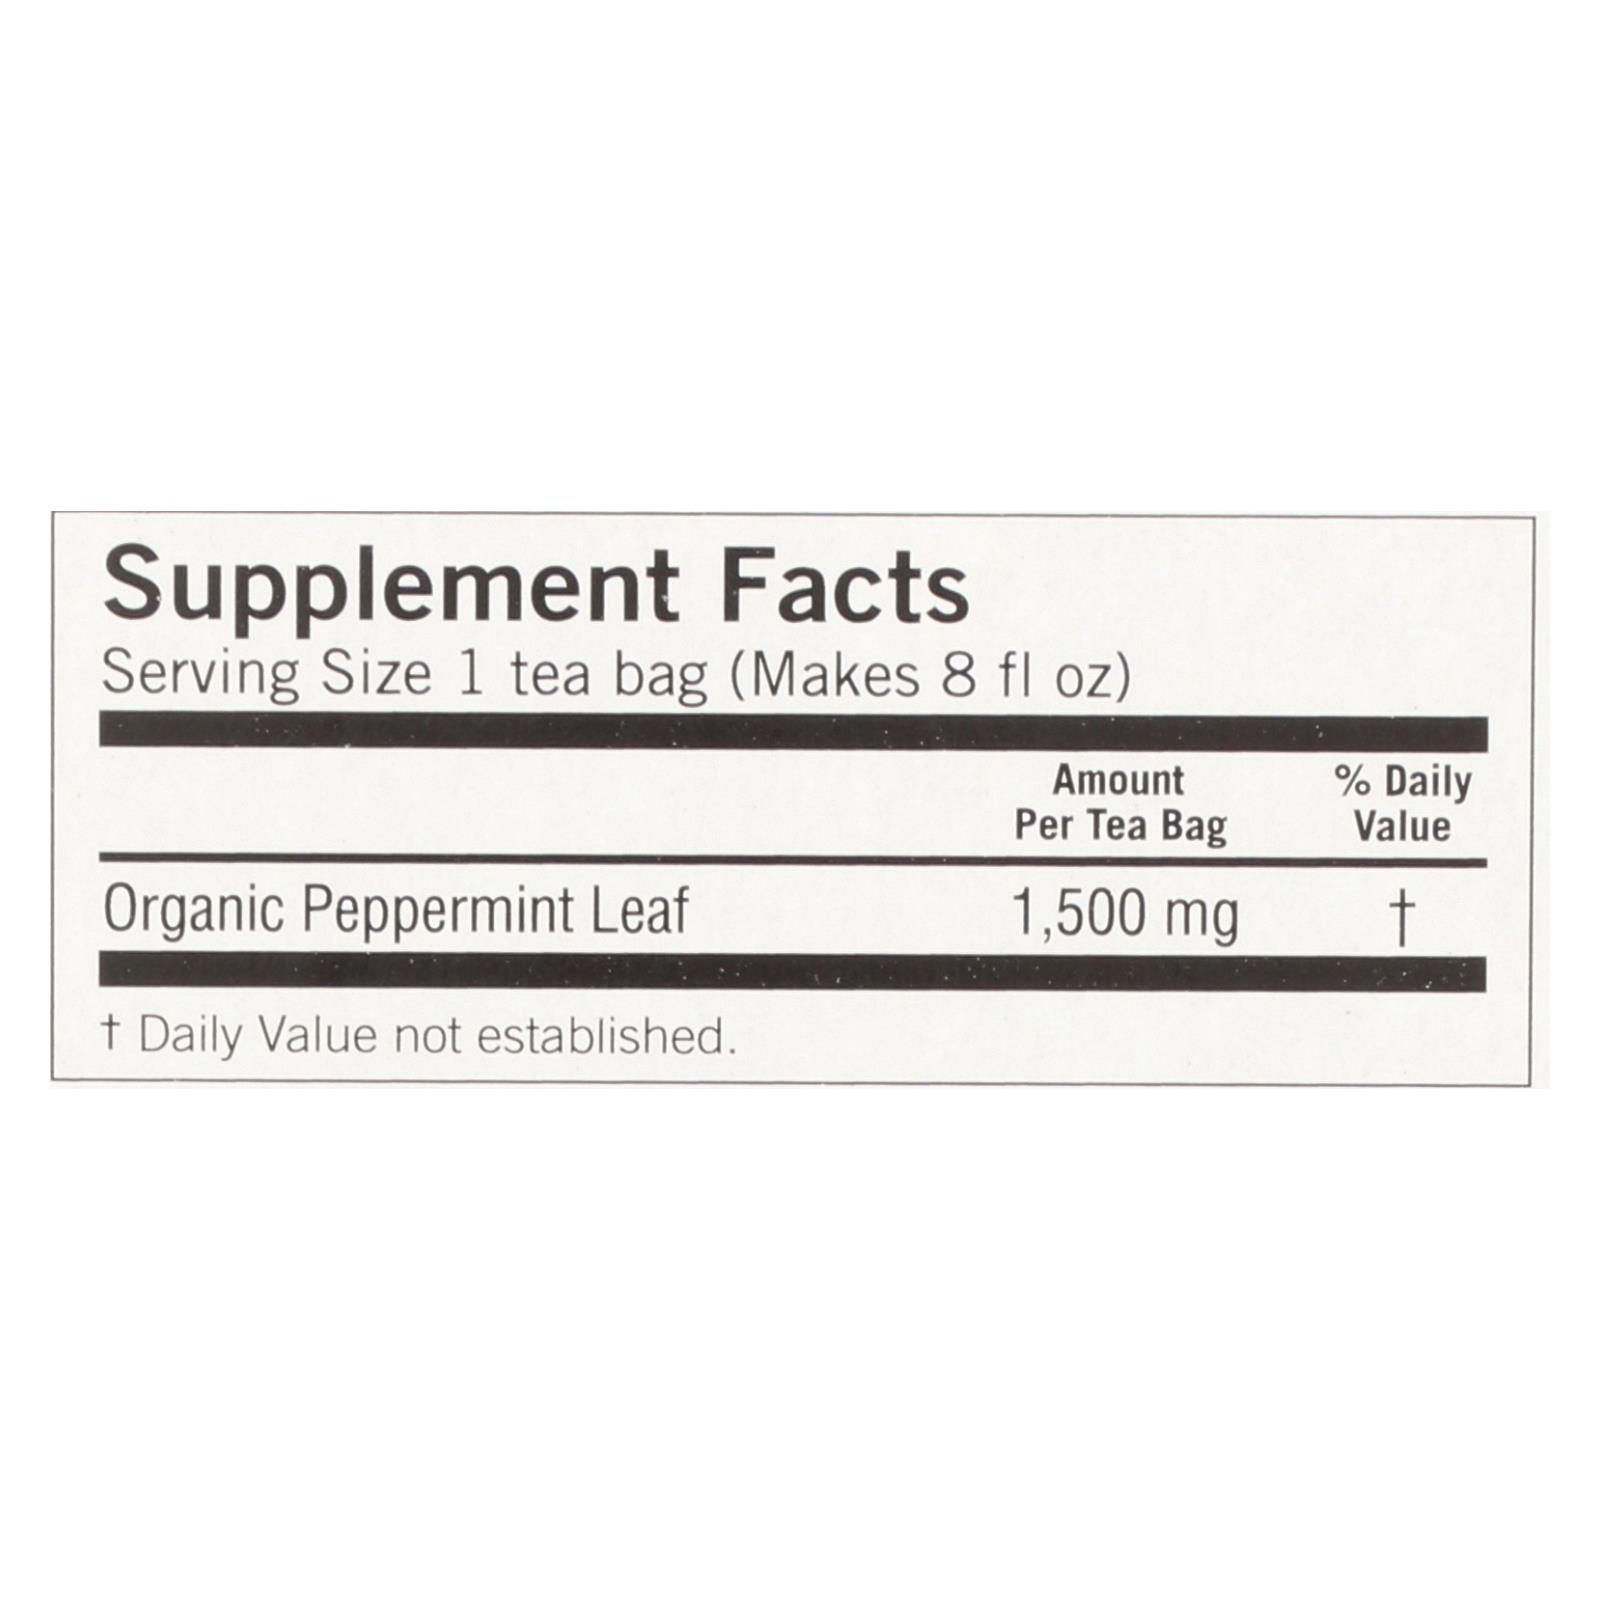 Supplement Facts
Serving Size 1 tea bag (Makes 8 fl oz)
Amount Per Tea Bag
% Daily Value
Organic Peppermint Leaf 1,500 mg †
† Daily Value not established.